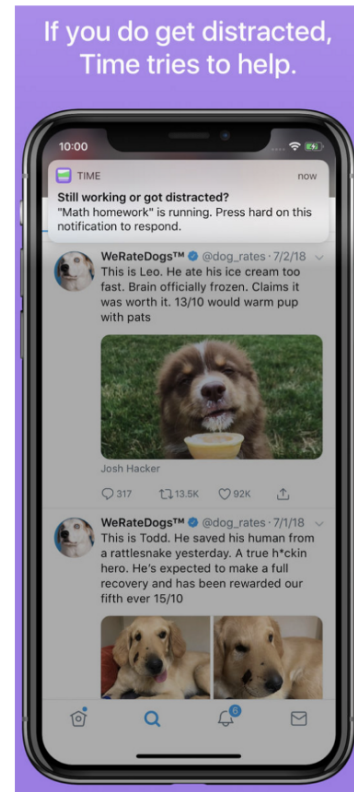 If you do get distracted,
Time tries to help.
10:00
TIME
now
Still working or got distracted?
"Math homework" is running. Press hard on this
notification to respond.
WeRateDogs™ @dog_rates · 7/2/18
This is Leo. He ate his ice cream too
fast. Brain officially frozen. Claims it
was worth it. 13/10 would warm pup
with pats
Josh Hacker
317 13.5K 92K
WeRateDogs™ @dog_rates · 7/1/18
This is Todd. He saved his human from
a rattlesnake yesterday. A true h*ckin
hero. He's expected to make a full
recovery and has been rewarded our
fifth ever 15/10
6